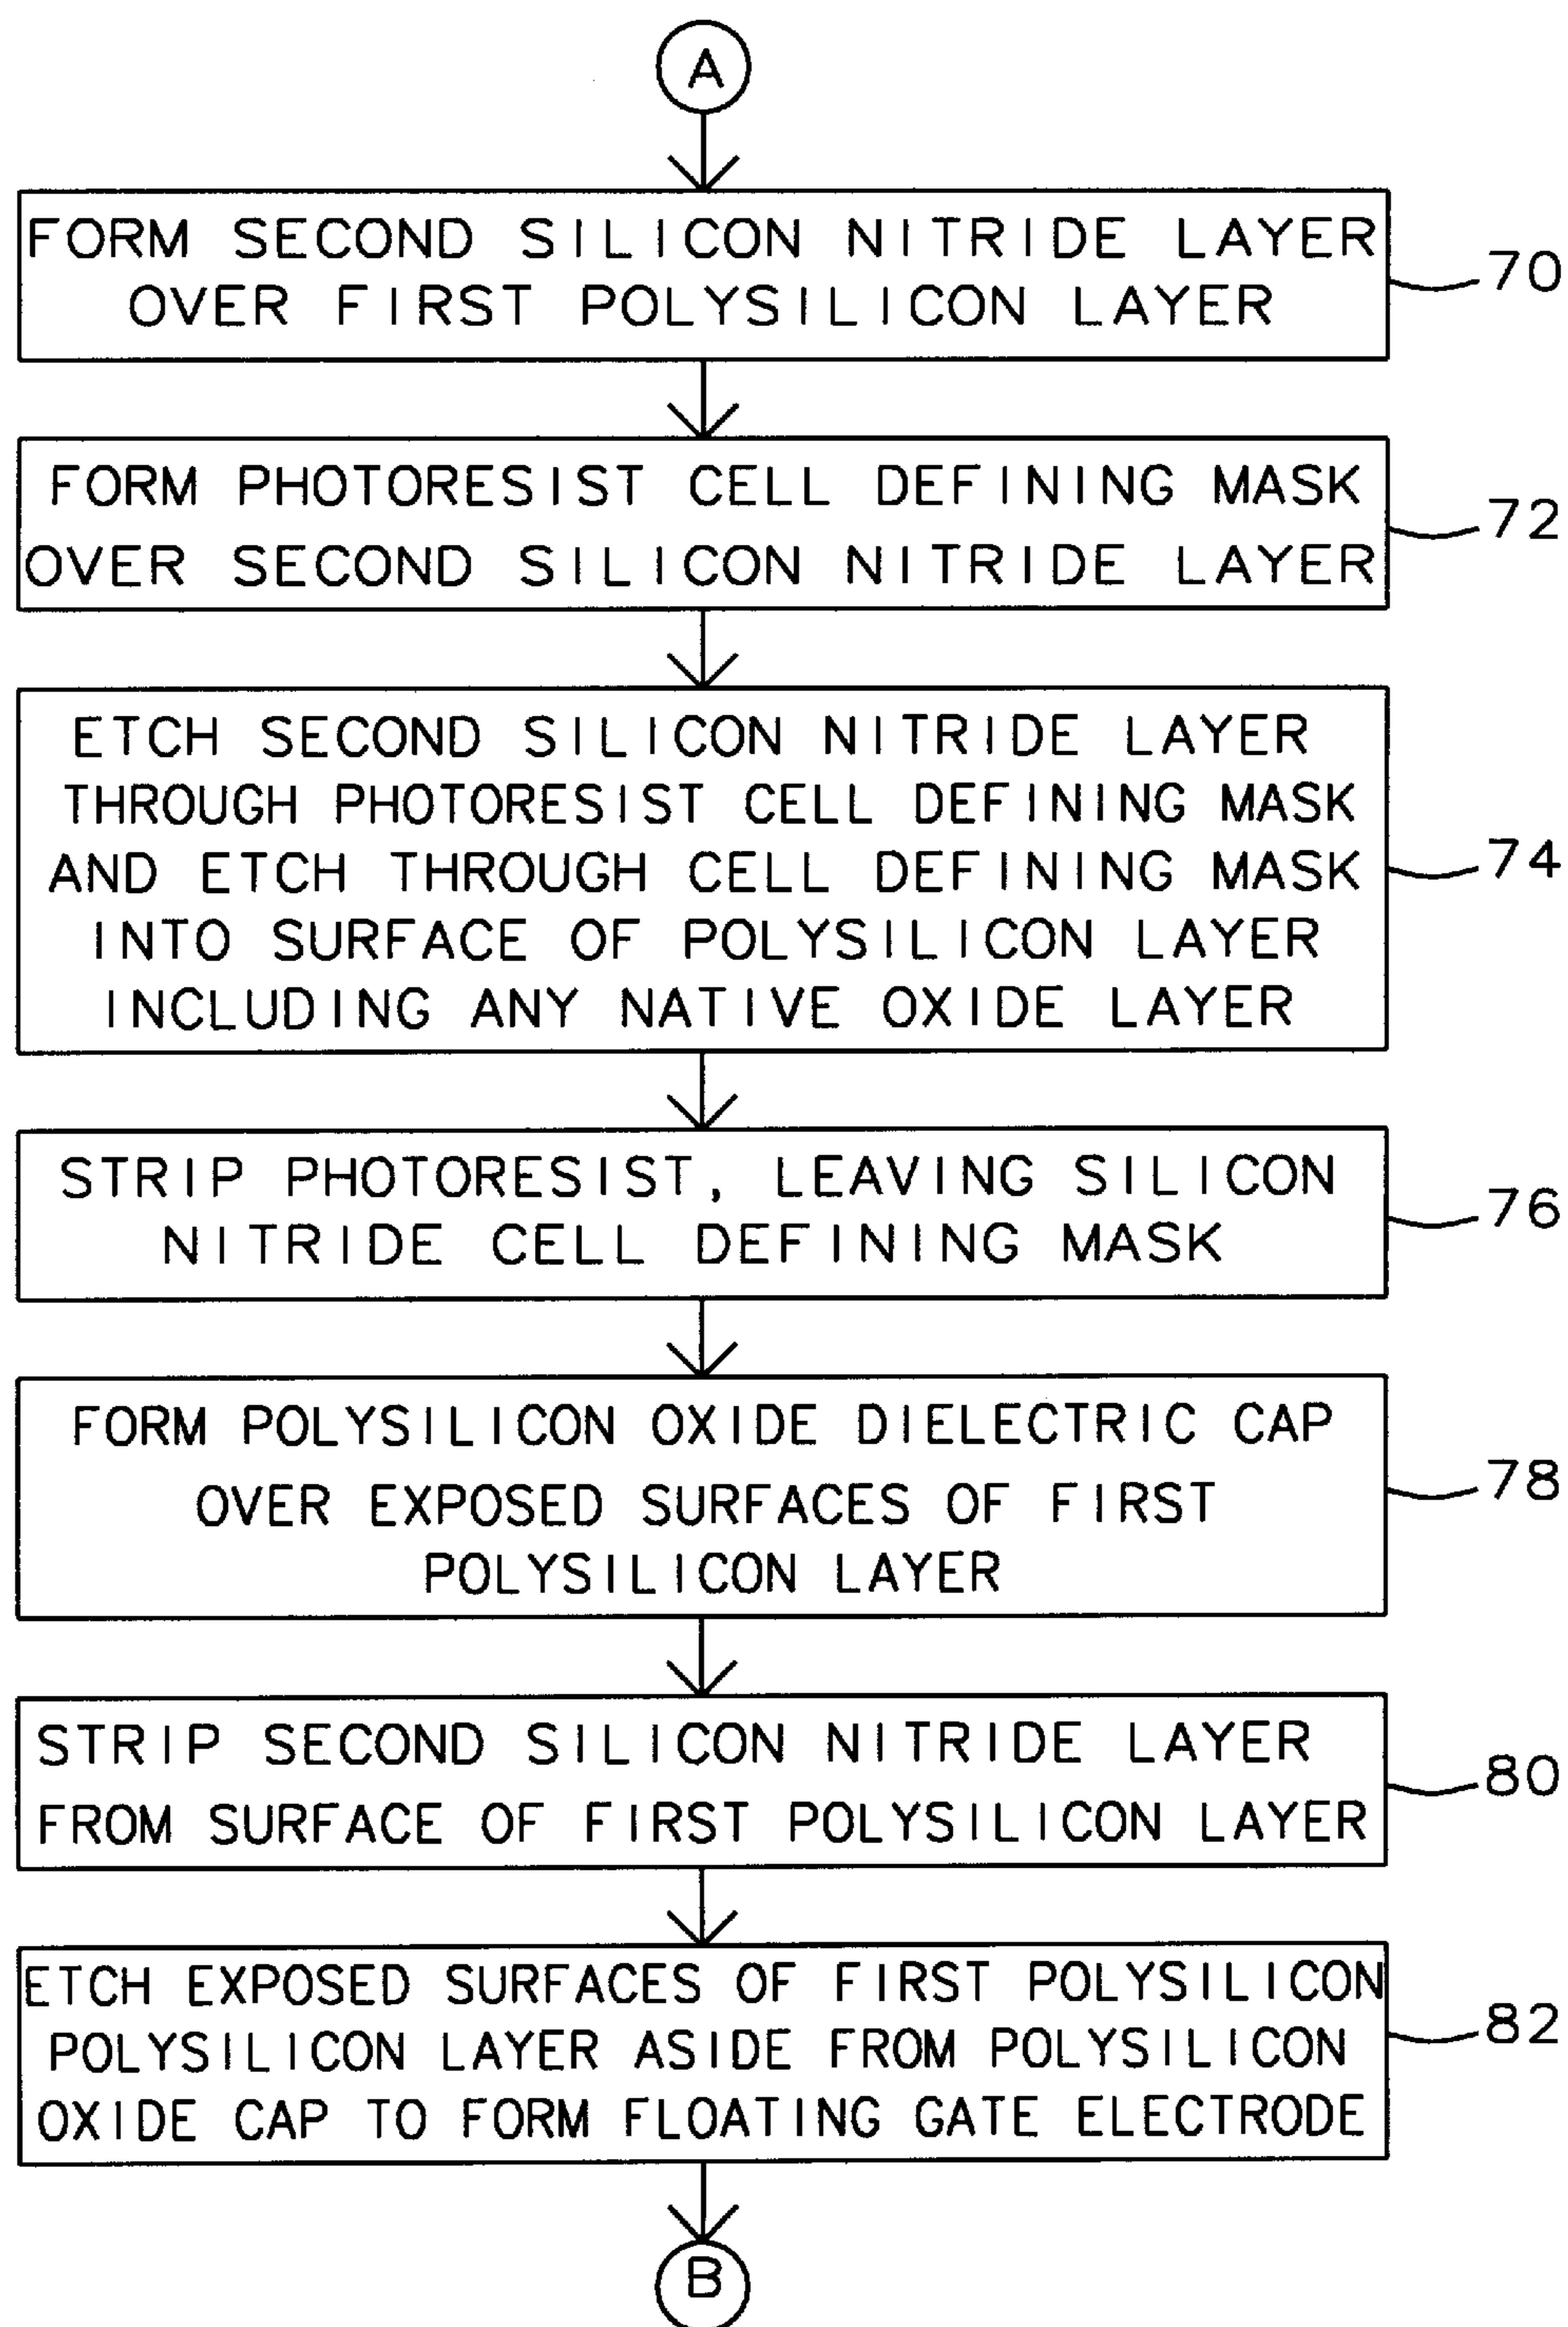 A
FORM SECOND SILICON NITRIDE LAYER
OVER FIRST POLYSILICON LAYER
70
FORM PHOTORESIST CELL DEFINING MASK
OVER SECOND SILICON NITRIDE LAYER
72
ETCH SECOND SILICON NITRIDE LAYER
THROUGH PHOTORESIST CELL DEFINING MASK
AND ETCH THROUGH CELL DEFINING MASK
INTO SURFACE OF POLYSILICON LAYER
INCLUDING ANY NATIVE OXIDE LAYER
74
STRIP PHOTORESIST, LEAVING SILICON
NITRIDE CELL DEFINING MASK
76
FORM POLYSILICON OXIDE DIELECTRIC CAP
OVER EXPOSED SURFACES OF FIRST
POLYSILICON LAYER
78
STRIP SECOND SILICON NITRIDE LAYER
FROM SURFACE OF FIRST POLYSILICON LAYER
80
ETCH EXPOSED SURFACES OF FIRST POLYSILICON
POLYSILICON LAYER ASIDE FROM POLYSILICON
OXIDE CAP TO FORM FLOATING GATE ELECTRODE
82
B